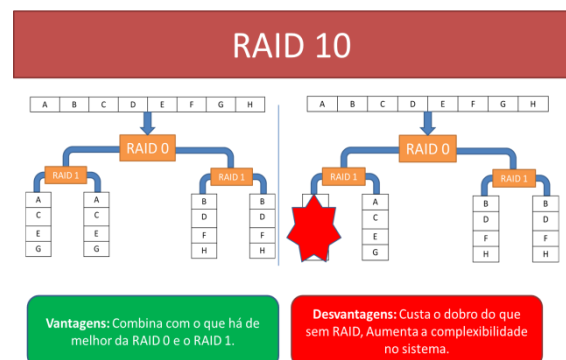 RAID 10
A B C D E F G H
RAID 0
RAID 1
RAID 1
A A B B
C C D D
E E F F
G G H H
A B C D E F G H
RAID 0
RAID 1
RAID 1
A B B
C D D
E F F
G H H
Vantagens: Combina com o que há de
melhor da RAID 0 e o RAID 1.
Desvantagens: Custa o dobro do que
sem RAID, Aumenta a complexibilidade
no sistema.